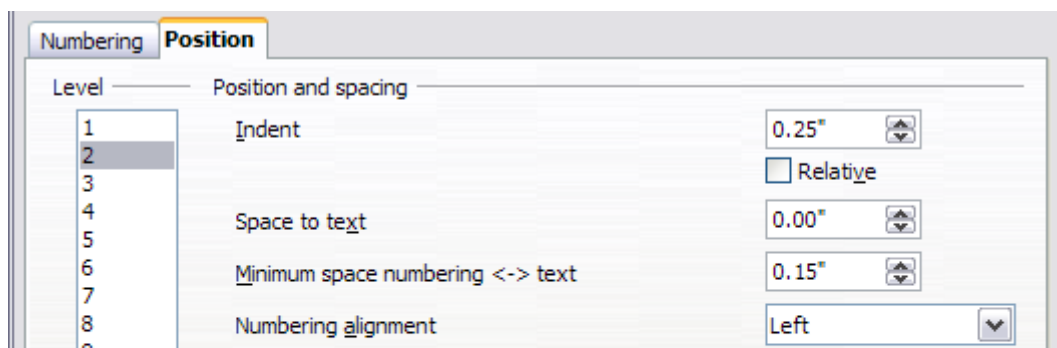 Numbering Position
Level Position and spacing
1 Indent 0.25"
2
3 Relative
4
Space to text 0.00"
5
6 Minimum space numbering <-> text 0.15"
7
8 Numbering alignment Left